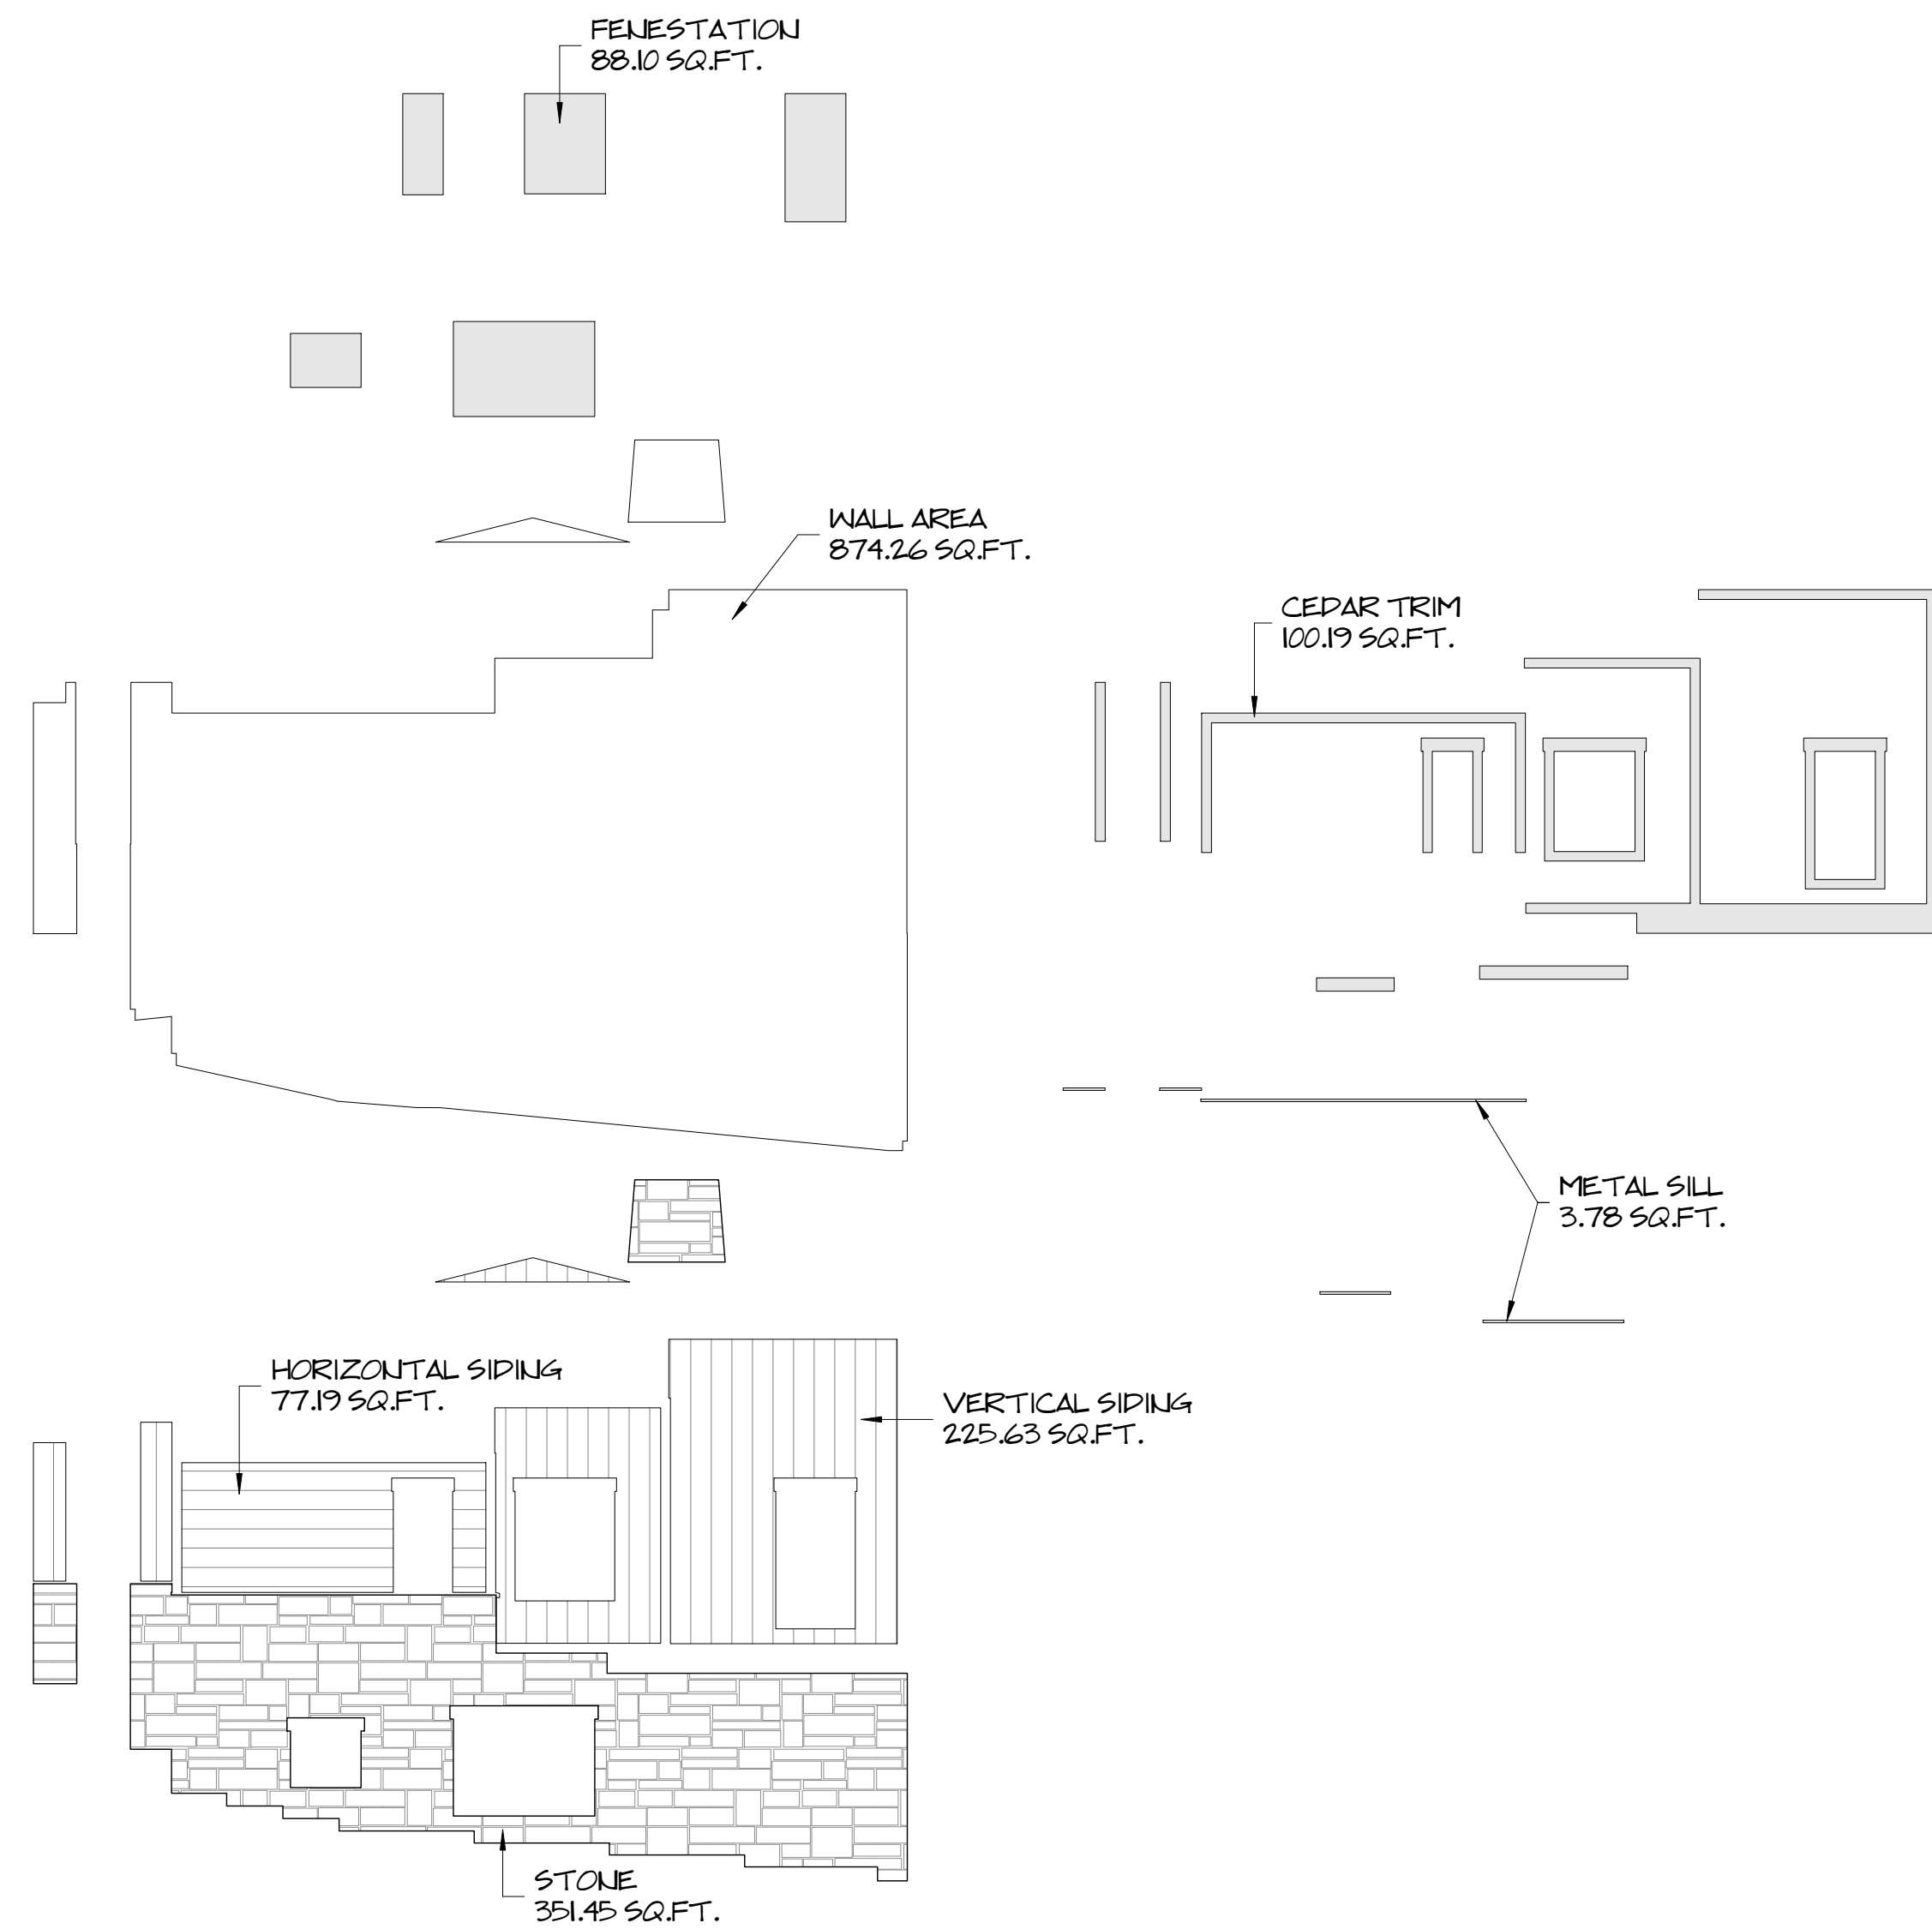 FENESTATION
88.10 SQ.FT.
WALL AREA
874.26 SQ.FT.
CEDAR TRIM
100.19 SQ.FT.
METAL SILL
3.78 SQ.FT.
HORIZONTAL SIDING
77.19 SQ.FT.
VERTICAL SIDING
225.63 SQ.FT.
STONE
351.45 SQ.FT.